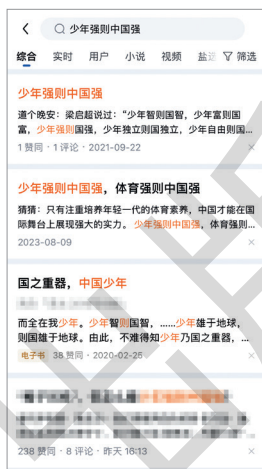 少年强则中国强
综合 实时 用户 小说 视频 盐选 筛选
少年强则中国强
道个晚安：梁启超说过：“少年智则国智，少年富则国
富，少年强则国强，少年独立则国独立，少年自由则国...
1 赞同 · 1 评论 · 2021-09-22
少年强则中国强，体育强则中国强
猜猜：只有注重培养年轻一代的体育素养，中国才能在国
际舞台上展现强大的实力。少年强则中国强，体育强则...
2023-08-09
国之重器，中国少年
而全在我少年。少年智则国智，……少年雄于地球，
则国雄于地球。由此，不难得知少年乃国之重器，...
电子书 38 赞同 · 2020-02-25
238 赞同 · 8 评论 · 昨天 16:13